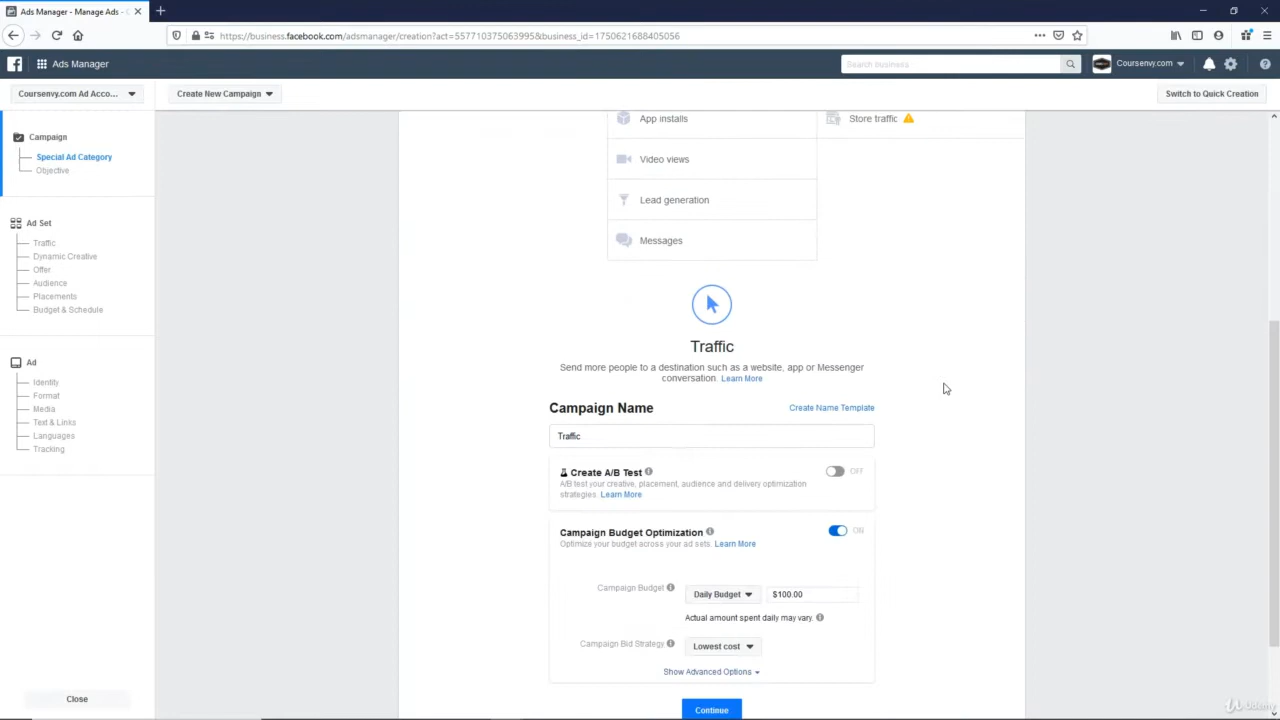 Ads Manager - Manage Ads - C
https://business.facebook.com/adsmanager/creation?act=557710375063995&business_id=1750621688405056
Ads Manager
Search business
Coursenvy.com
Coursenvy.com Ad Acco...
Create New Campaign
Switch to Quick Creation
Campaign
Special Ad Category
Objective
Ad Set
Traffic
Dynamic Creative
Offer
Audience
Placements
Budget & Schedule
Ad
Identity
Format
Media
Text & Links
Languages
Tracking
Close
App installs
Store traffic
Video views
Lead generation
Messages
Traffic
Send more people to a destination such as a website, app or Messenger
conversation. Learn More
Campaign Name
Create Name Template
Traffic
Create A/B Test
OFF
A/B test your creative, placement, audience and delivery optimization
strategies. Learn More
Campaign Budget Optimization
ON
Optimize your budget across your ad sets. Learn More
Campaign Budget
Daily Budget
$100.00
Actual amount spent daily may vary.
Campaign Bid Strategy
Lowest cost
Show Advanced Options
Continue
Udemy